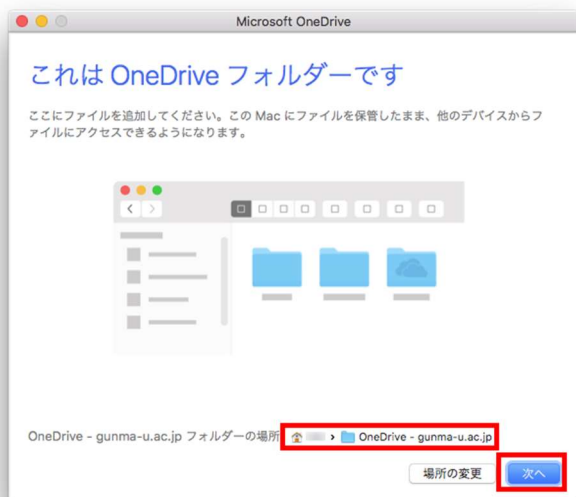 Microsoft OneDrive
これは OneDrive フォルダーです
ここにファイルを追加してください。この Mac にファイルを保管したまま、他のデバイスからフ
ァイルにアクセスできるようになります。
OneDrive - gunma-u.ac.jp フォルダーの場所 › OneDrive - gunma-u.ac.jp
場所の変更 次へ